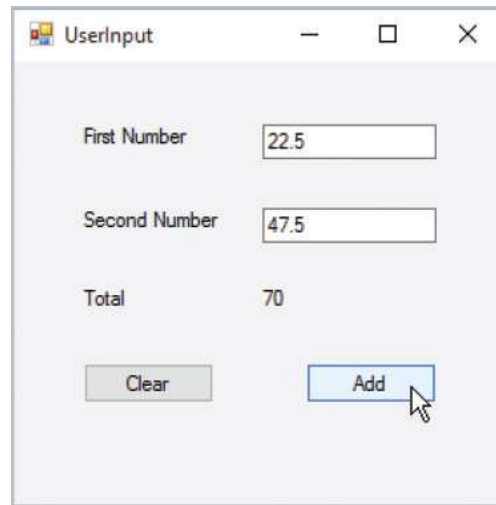 UserInput
First Number 22.5
Second Number 47.5
Total 70
Clear Add